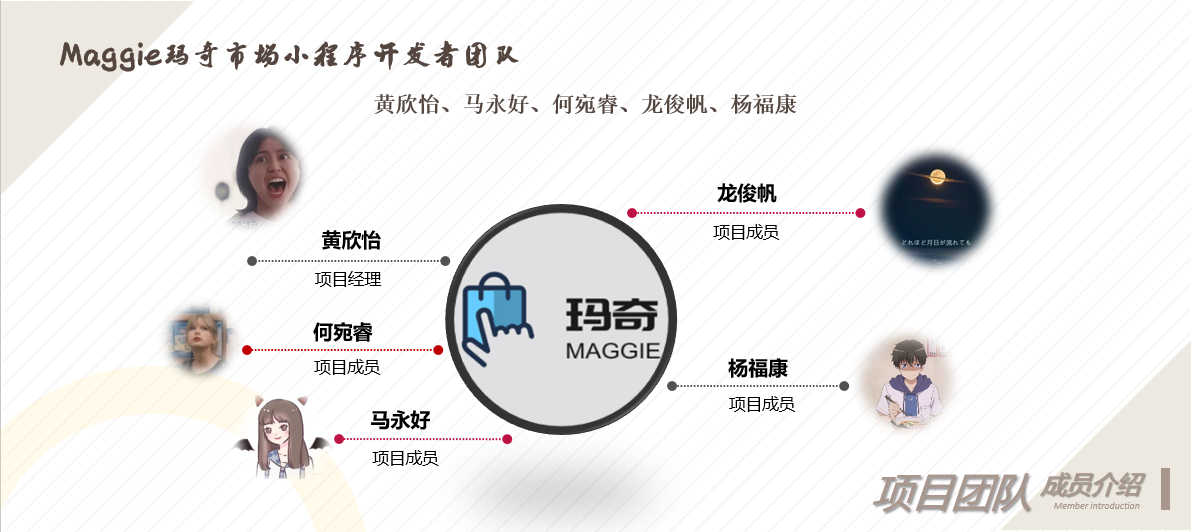 Maggie玛奇市场小程序开发者团队
黄欣怡、马永好、何宛睿、龙俊帆、杨福康
黄欣怡
项目经理
何宛睿
项目成员
马永好
项目成员
玛奇
MAGGIE
龙俊帆
项目成员
どれほど月日が流れても
杨福康
项目成员
项目团队 成员介绍
Member introduction